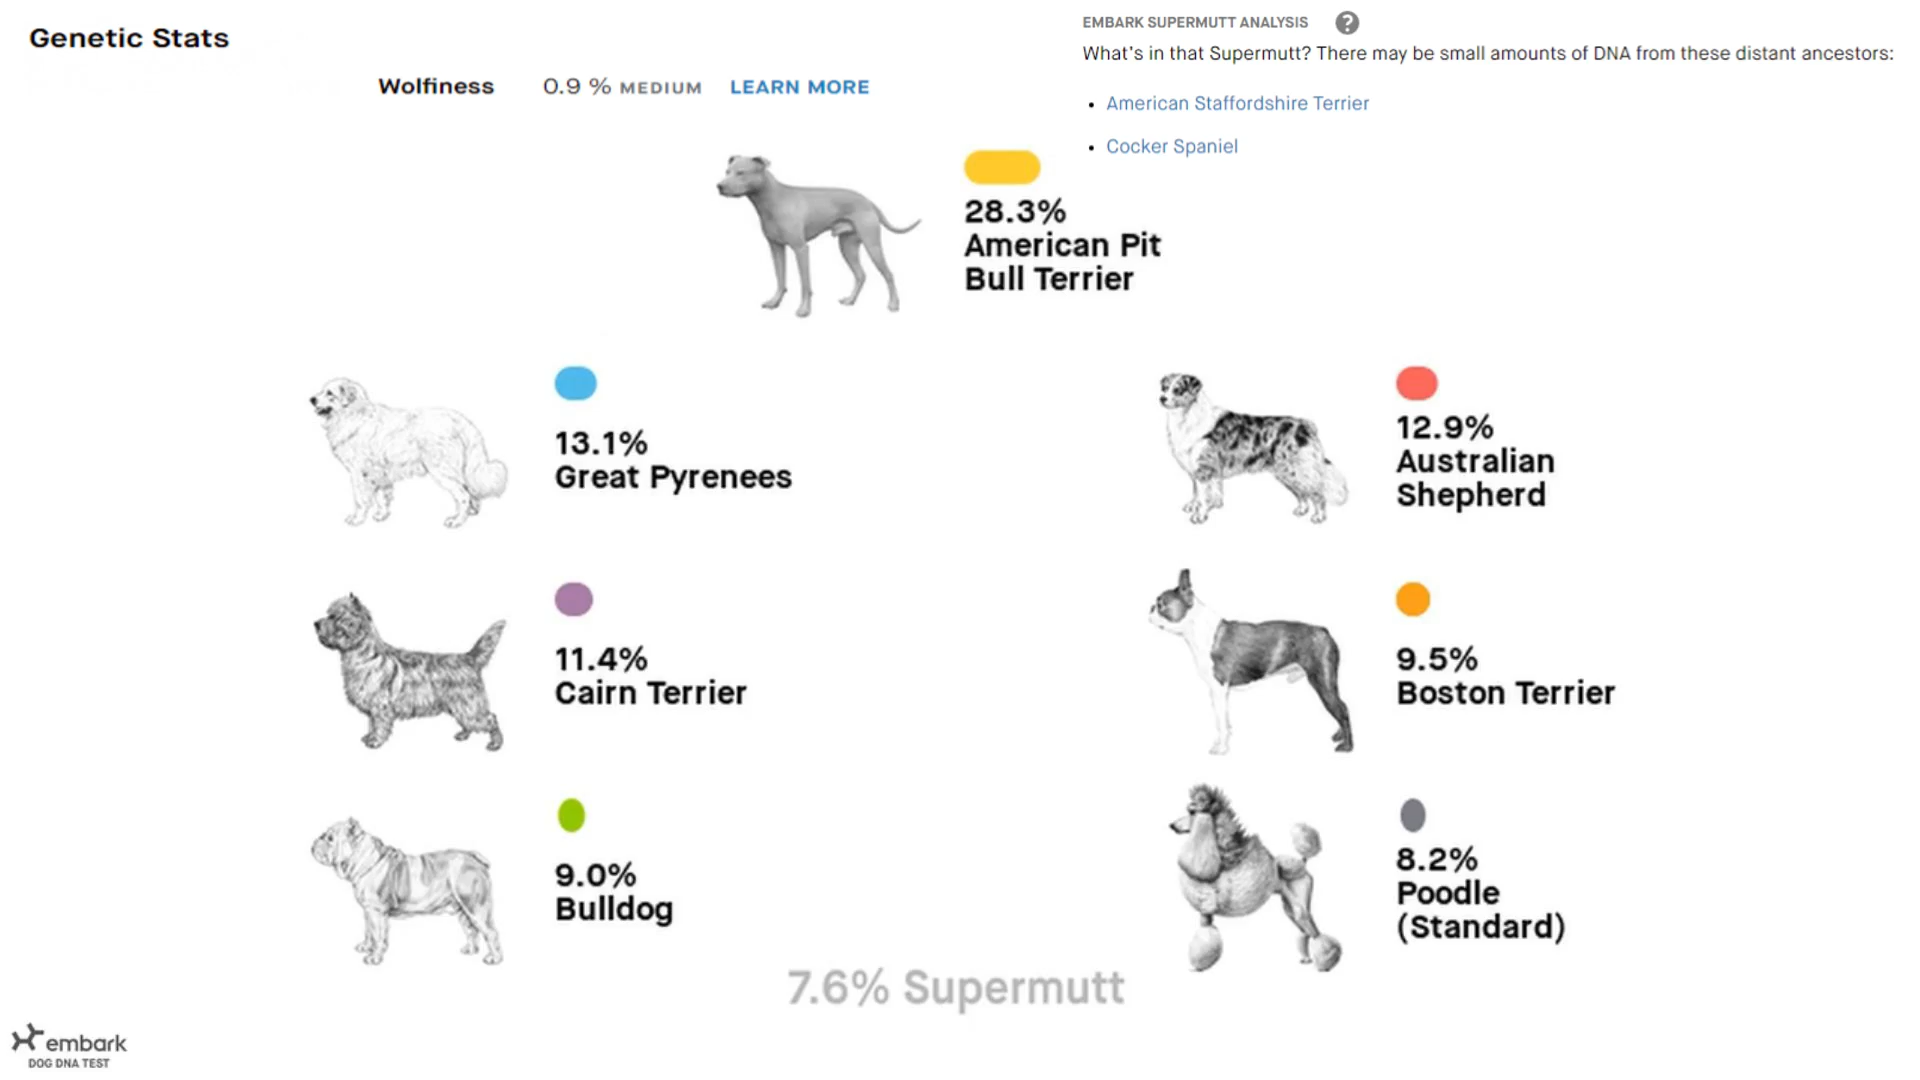 Genetic Stats
Wolfiness 0.9 % MEDIUM LEARN MORE
EMBARK SUPERMUTT ANALYSIS ?
What's in that Supermutt? There may be small amounts of DNA from these distant ancestors:
• American Staffordshire Terrier
• Cocker Spaniel
28.3%
American Pit
Bull Terrier
13.1%
Great Pyrenees
12.9%
Australian
Shepherd
11.4%
Cairn Terrier
9.5%
Boston Terrier
9.0%
Bulldog
8.2%
Poodle
(Standard)
7.6% Supermutt
embark
DOG DNA TEST